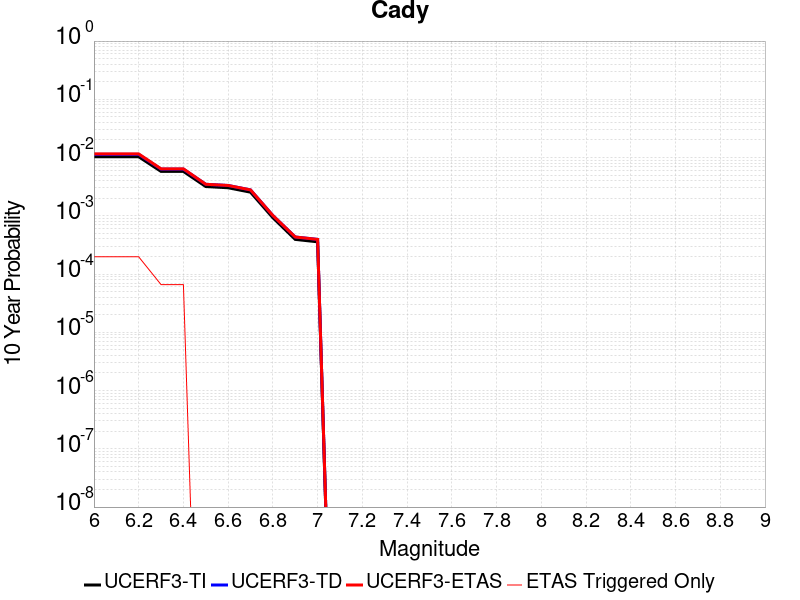 Cady
10 0
10 -1
10 -2
10 -3
10 -4
10 -5
10 -6
10 -7
10 -8
10 Year Probability
6 6.2 6.4 6.6 6.8 7 7.2 7.4 7.6 7.8 8 8.2 8.4 8.6 8.8 9
Magnitude
UCERF3-TI UCERF3-TD UCERF3-ETAS ETAS Triggered Only